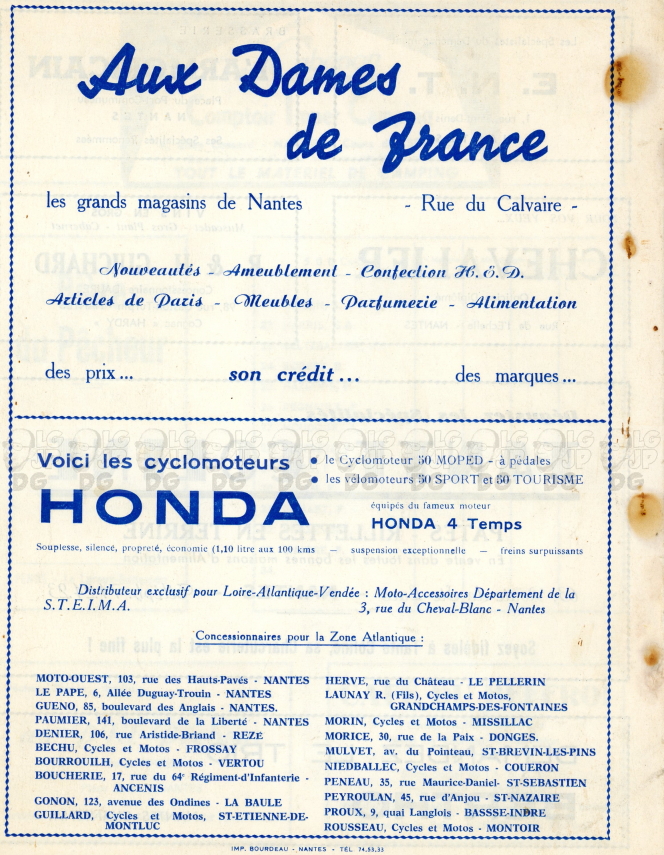 Aux Dames
de France
les grands magasins de Nantes - Rue du Calvaire -
Nouveautés - Ameublement - Confection H. E. D.
Articles de Paris - Meubles - Parfumerie - Alimentation
des prix... son crédit... des marques...
Voici les cyclomoteurs
HONDA
• le Cyclomoteur 50 MOPED - à pédales
• les vélomoteurs 50 SPORT et 50 TOURISME
équipés du fameux moteur
HONDA 4 Temps
Souplesse, silence, propreté, économie (1,10 litre aux 100 kms — suspension exceptionnelle — freins surpuissants
Distributeur exclusif pour Loire-Atlantique-Vendée : Moto-Accessoires Département de la
S.T.E.I.M.A. 3, rue du Cheval-Blanc - Nantes
Concessionnaires pour la Zone Atlantique :
MOTO-OUEST, 103, rue des Hauts-Pavés - NANTES
LE PAPE, 6, Allée Duguay-Trouin - NANTES
GUENO, 85, boulevard des Anglais - NANTES.
PAUMIER, 141, boulevard de la Liberté - NANTES
DENIER, 106, rue Aristide-Briand - REZE
BECHU, Cycles et Motos - FROSSAY
BOURROUILH, Cycles et Motos - VERTOU
BOUCHERIE, 17, rue du 64e Régiment-d'Infanterie -
ANCENIS
GONON, 123, avenue des Ondines - LA BAULE
GUILLARD, Cycles et Motos, ST-ETIENNE-DE-
MONTLUC
HERVE, rue du Château - LE PELLERIN
LAUNAY R. (Fils), Cycles et Motos,
GRANDCHAMPS-DES-FONTAINES
MORIN, Cycles et Motos - MISSILLAC
MORICE, 30, rue de la Paix - DONGES.
MULVET, av. du Pointeau, ST-BREVIN-LES-PINS
NIEDBALLEC, Cycles et Motos - COUERON
PENEAU, 35, rue Maurice-Daniel- ST-SEBASTIEN
PEYROULAN, 45, rue d'Anjou - ST-NAZAIRE
PROUX, 9, quai Langlois - BASSSE-INDRE
ROUSSEAU, Cycles et Motos - MONTOIR
IMP. BOURDEAU - NANTES - TÉL. 74.53.33